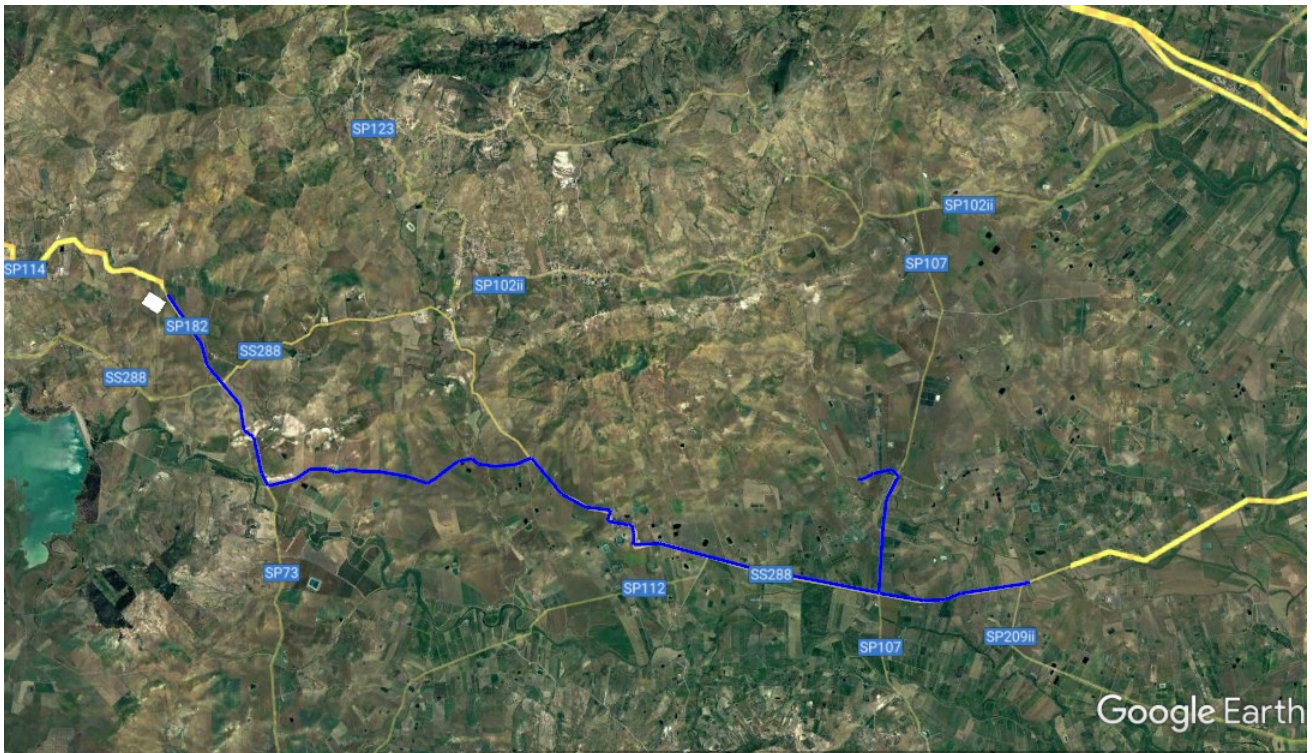 SP123
SP102ii
SP114
SP107
SP102ii
SP182
SS288
SS288
SP73
SP112
SS288
SP107
SP209ii
Google Earth